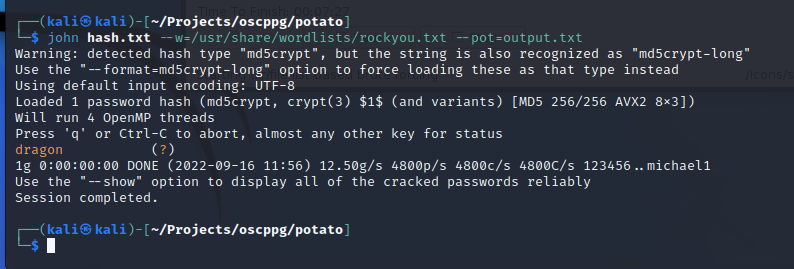 Time To Finish: 00:07:27
┌──(kali㉿kali)-[~/Projects/oscppg/potato]
└─$ john hash.txt --w=/usr/share/wordlists/rockyou.txt --pot=output.txt
Warning: detected hash type "md5crypt", but the string is also recognized as "md5crypt-long"
Use the "--format=md5crypt-long" option to force loading these as that type instead
Using default input encoding: UTF-8
Loaded 1 password hash (md5crypt, crypt(3) $1$ (and variants) [MD5 256/256 AVX2 8×3])
Will run 4 OpenMP threads
Press 'q' or Ctrl-C to abort, almost any other key for status
dragon (?)
1g 0:00:00:00 DONE (2022-09-16 11:56) 12.50g/s 4800p/s 4800c/s 4800C/s 123456..michael1
Use the "--show" option to display all of the cracked passwords reliably
Session completed.
┌──(kali㉿kali)-[~/Projects/oscppg/potato]
└─$